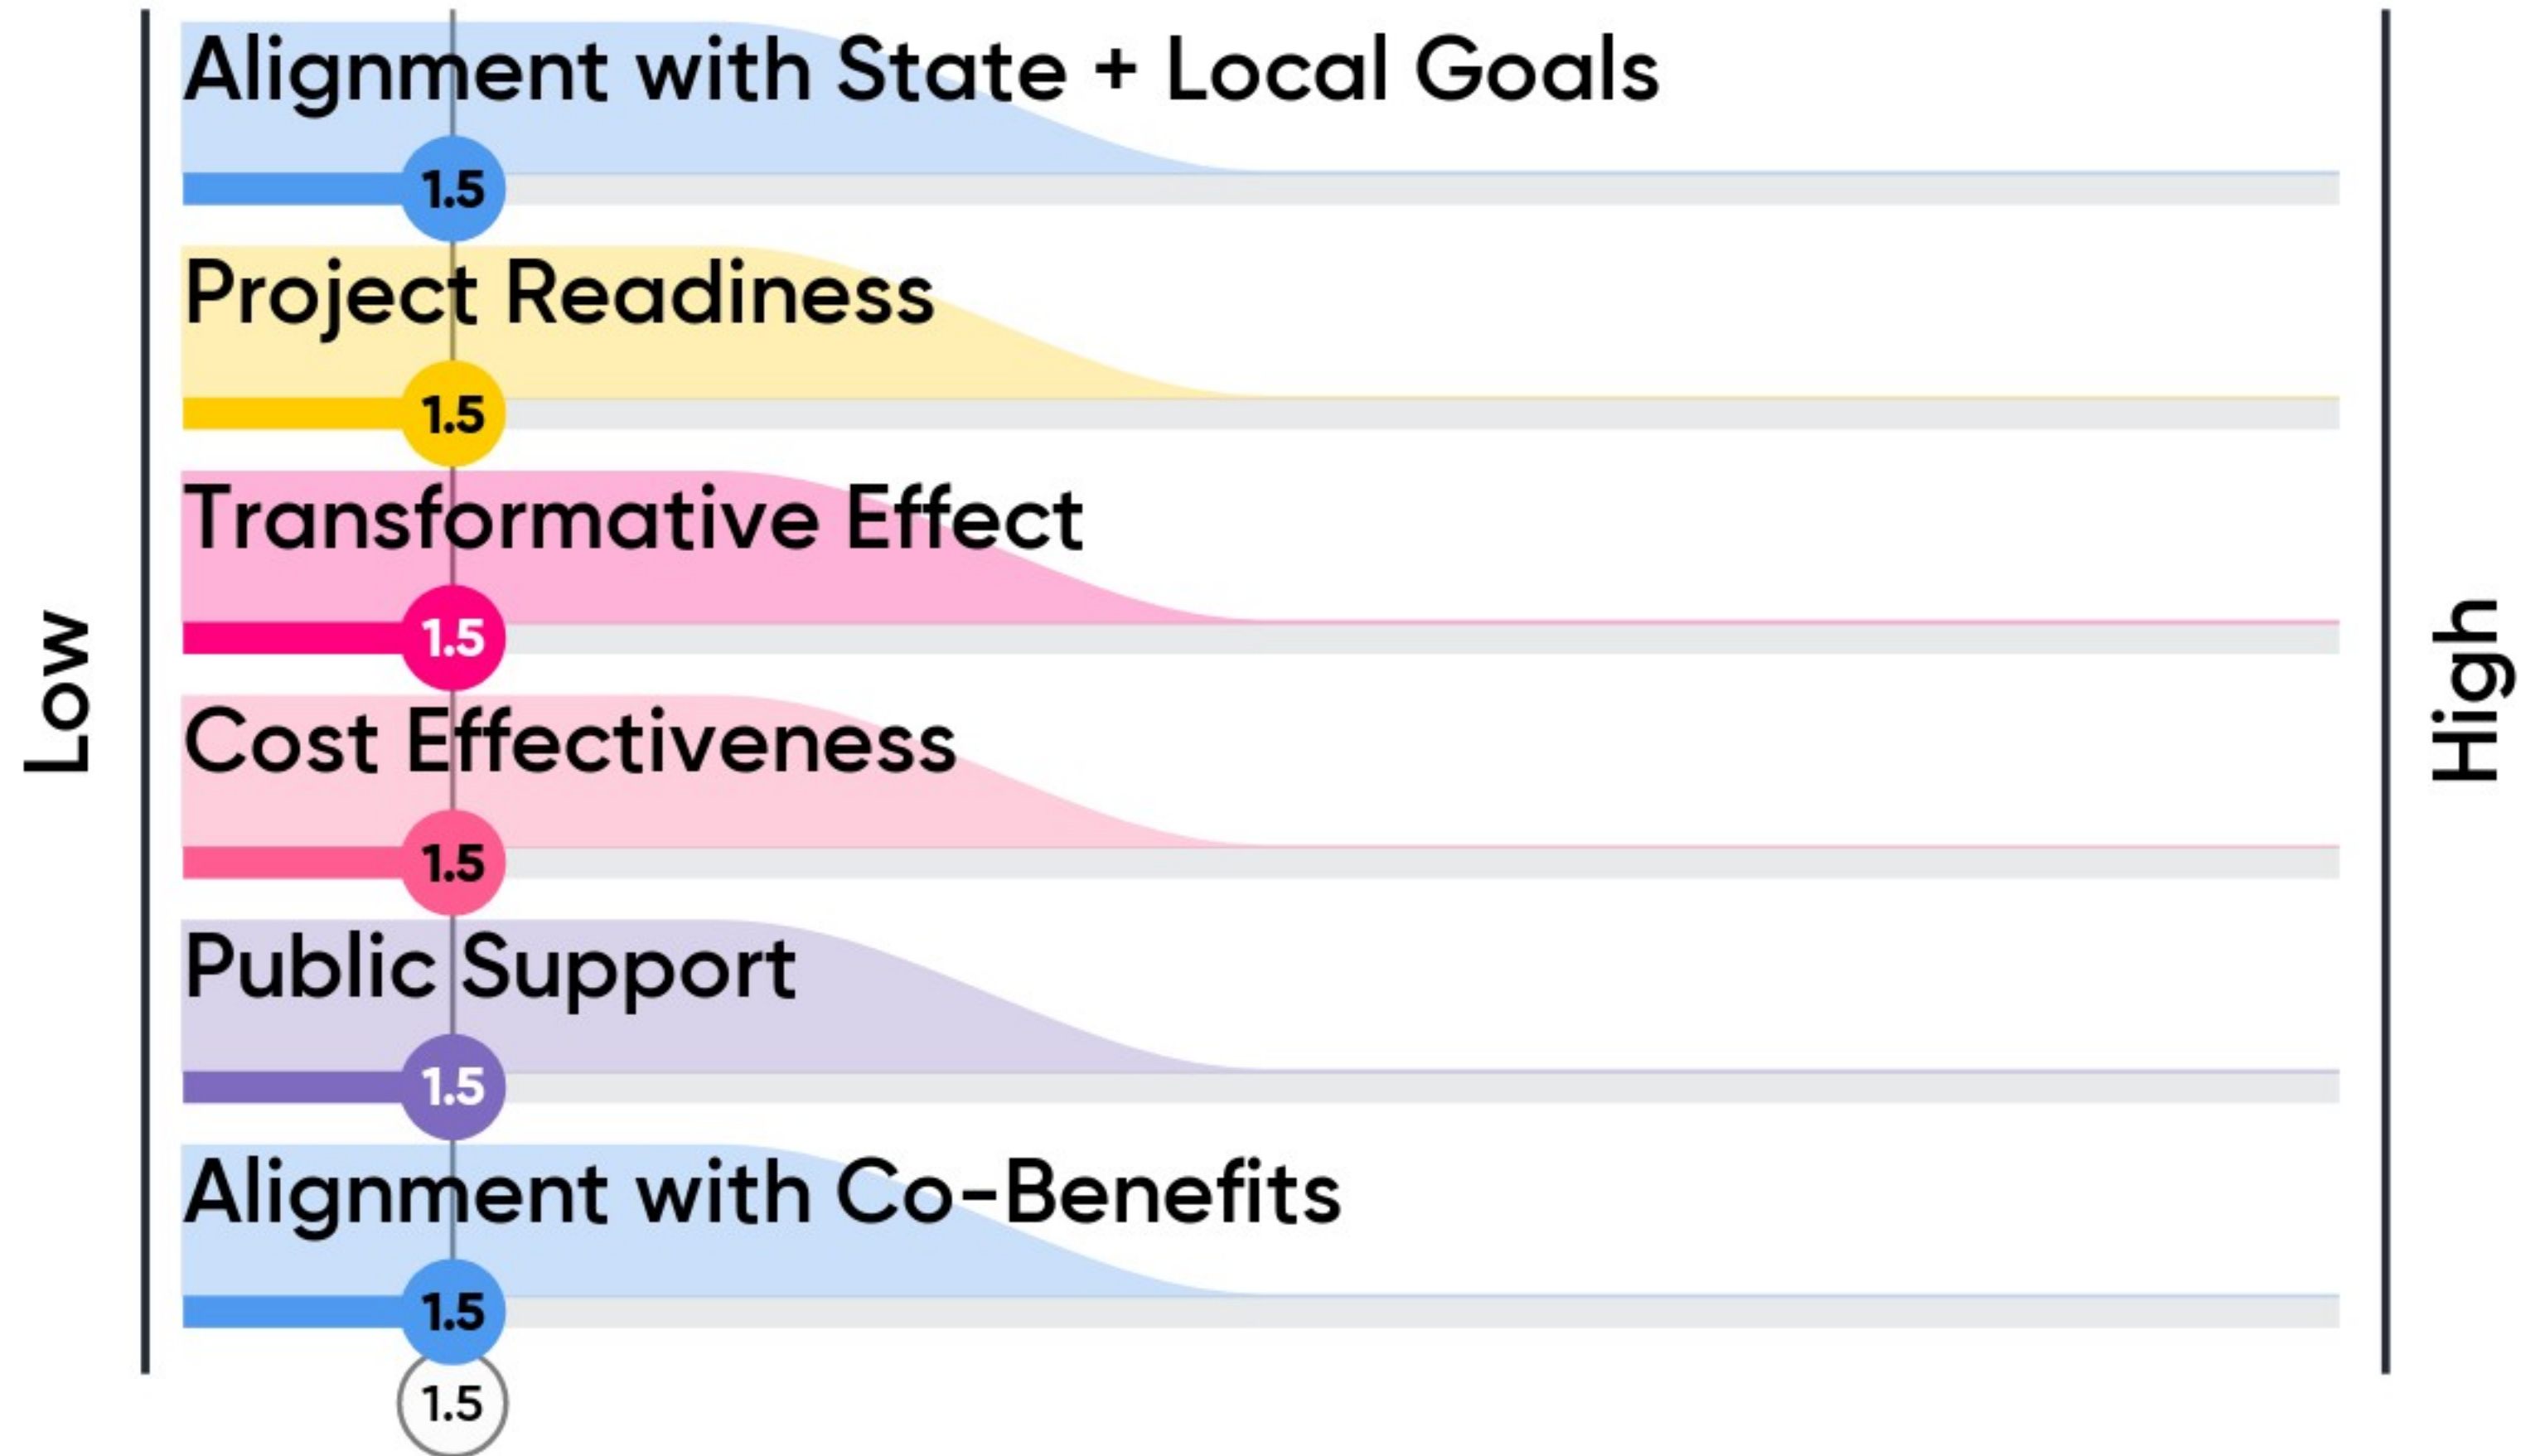 Alignment with State + Local Goals
1.5
Project Readiness
1.5
Transformative Effect
1.5
Cost Effectiveness
1.5
Public Support
1.5
Alignment with Co-Benefits
1.5
1.5
Low
High